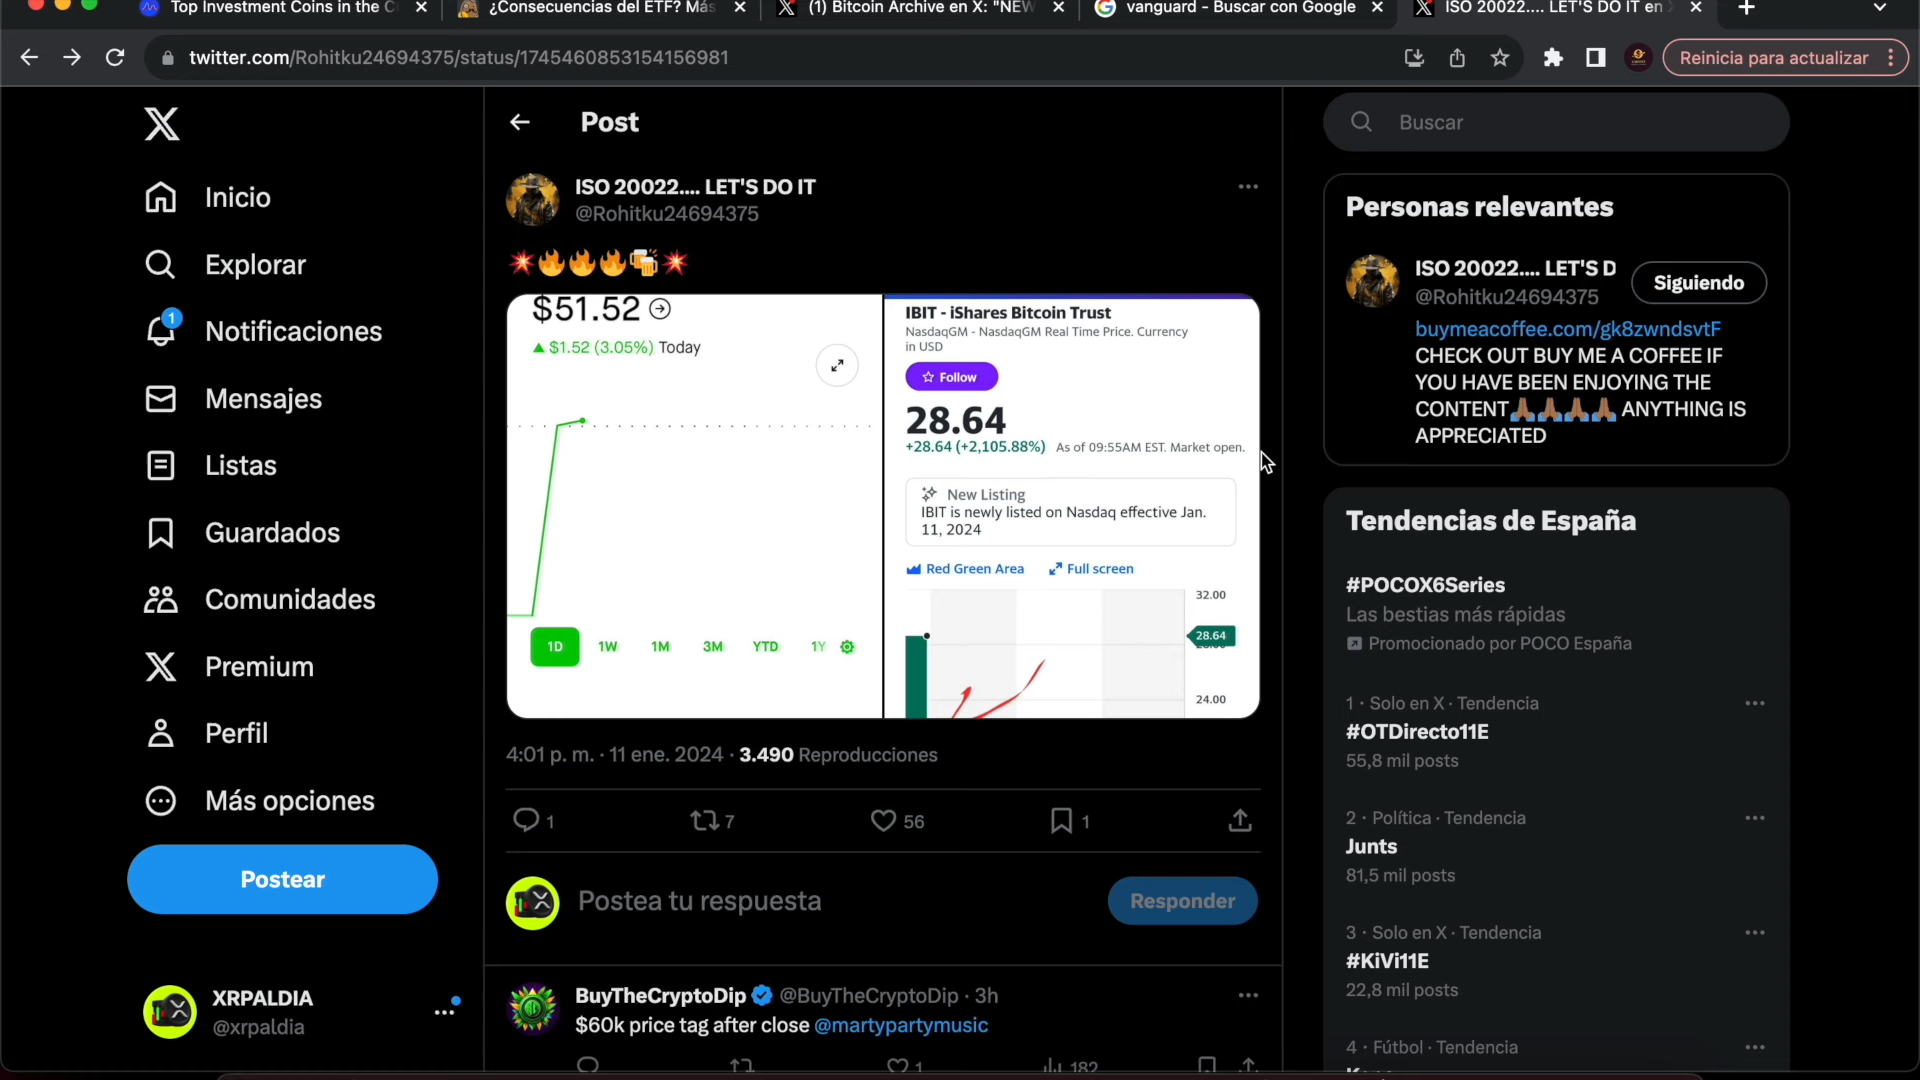 Top Investment Coins in the C
¿Consecuencias del ETF? Más
(1) Bitcoin Archive en X: "NEW
vanguard - Buscar con Google
ISO 20022.... LET'S DO IT en
twitter.com/Rohitku24694375/status/1745460853154156981
Reinicia para actualizar
Inicio
Explorar
1
Notificaciones
Mensajes
Listas
Guardados
Comunidades
Premium
Perfil
Más opciones
Postear
XRPALDIA
@xrpaldia
Post
ISO 20022.... LET'S DO IT
@Rohitku24694375
$51.52
$1.52 (3.05%) Today
1D 1W 1M 3M YTD 1Y
IBIT - iShares Bitcoin Trust
NasdaqGM - NasdaqGM Real Time Price. Currency
in USD
Follow
28.64
+28.64 (+2,105.88%) As of 09:55AM EST. Market open.
New Listing
IBIT is newly listed on Nasdaq effective Jan.
11, 2024
Red Green Area Full screen
32.00
28.64
24.00
4:01 p. m. · 11 ene. 2024 · 3.490 Reproducciones
1 7 56 1
Postea tu respuesta
Responder
BuyTheCryptoDip @BuyTheCryptoDip · 3h
$60k price tag after close @martypartymusic
1 182
Buscar
Personas relevantes
ISO 20022.... LET'S D
@Rohitku24694375
Siguiendo
buymeacoffee.com/gk8zwndsvtF
CHECK OUT BUY ME A COFFEE IF
YOU HAVE BEEN ENJOYING THE
CONTENT🙏🏾🙏🏾🙏🏾🙏🏾 ANYTHING IS
APPRECIATED
Tendencias de España
#POCOX6Series
Las bestias más rápidas
Promocionado por POCO España
1 · Solo en X · Tendencia
#OTDirecto11E
55,8 mil posts
2 · Política · Tendencia
Junts
81,5 mil posts
3 · Solo en X · Tendencia
#KiVi11E
22,8 mil posts
4 · Fútbol · Tendencia